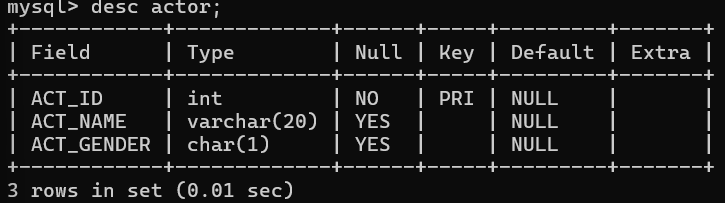 mysql> desc actor;
+------------+-------------+------+-----+---------+-------+
| Field      | Type        | Null | Key | Default | Extra |
+------------+-------------+------+-----+---------+-------+
| ACT_ID     | int         | NO   | PRI | NULL    |       |
| ACT_NAME   | varchar(20) | YES  |     | NULL    |       |
| ACT_GENDER | char(1)     | YES  |     | NULL    |       |
+------------+-------------+------+-----+---------+-------+
3 rows in set (0.01 sec)